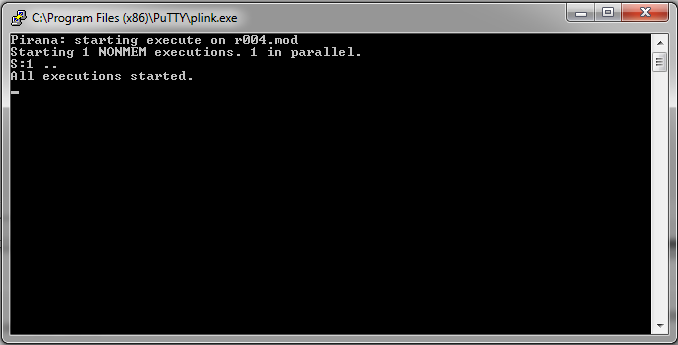 C:\Program Files (x86)\PuTTY\plink.exe
Pirana: starting execute on r004.mod
Starting 1 NONMEM executions. 1 in parallel.
S:1 ..
All executions started.